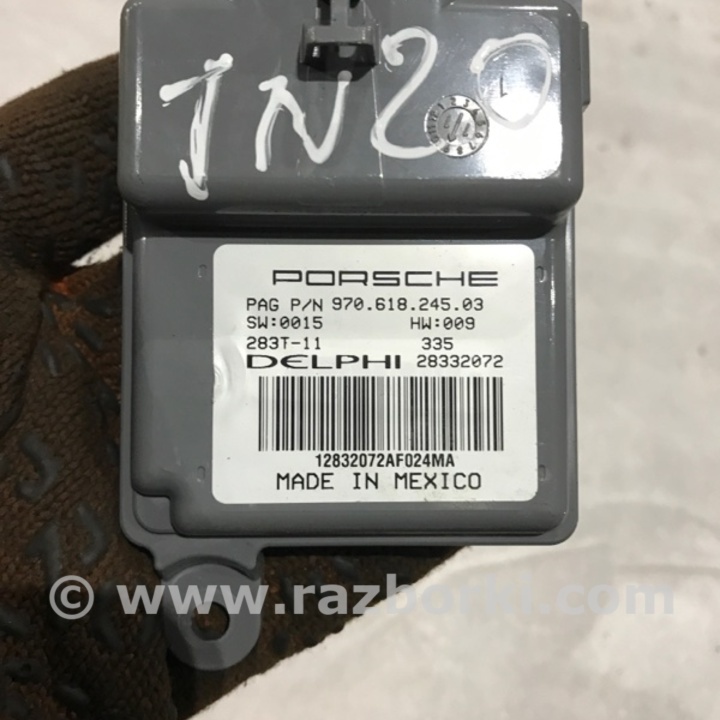 IN20
PORSCHE
PAG P/N 970.618.245.03
SW:0015 HW:009
283T-11 335
DELPHI 28332072
12832072AF024MA
MADE IN MEXICO
© www.razborki.com